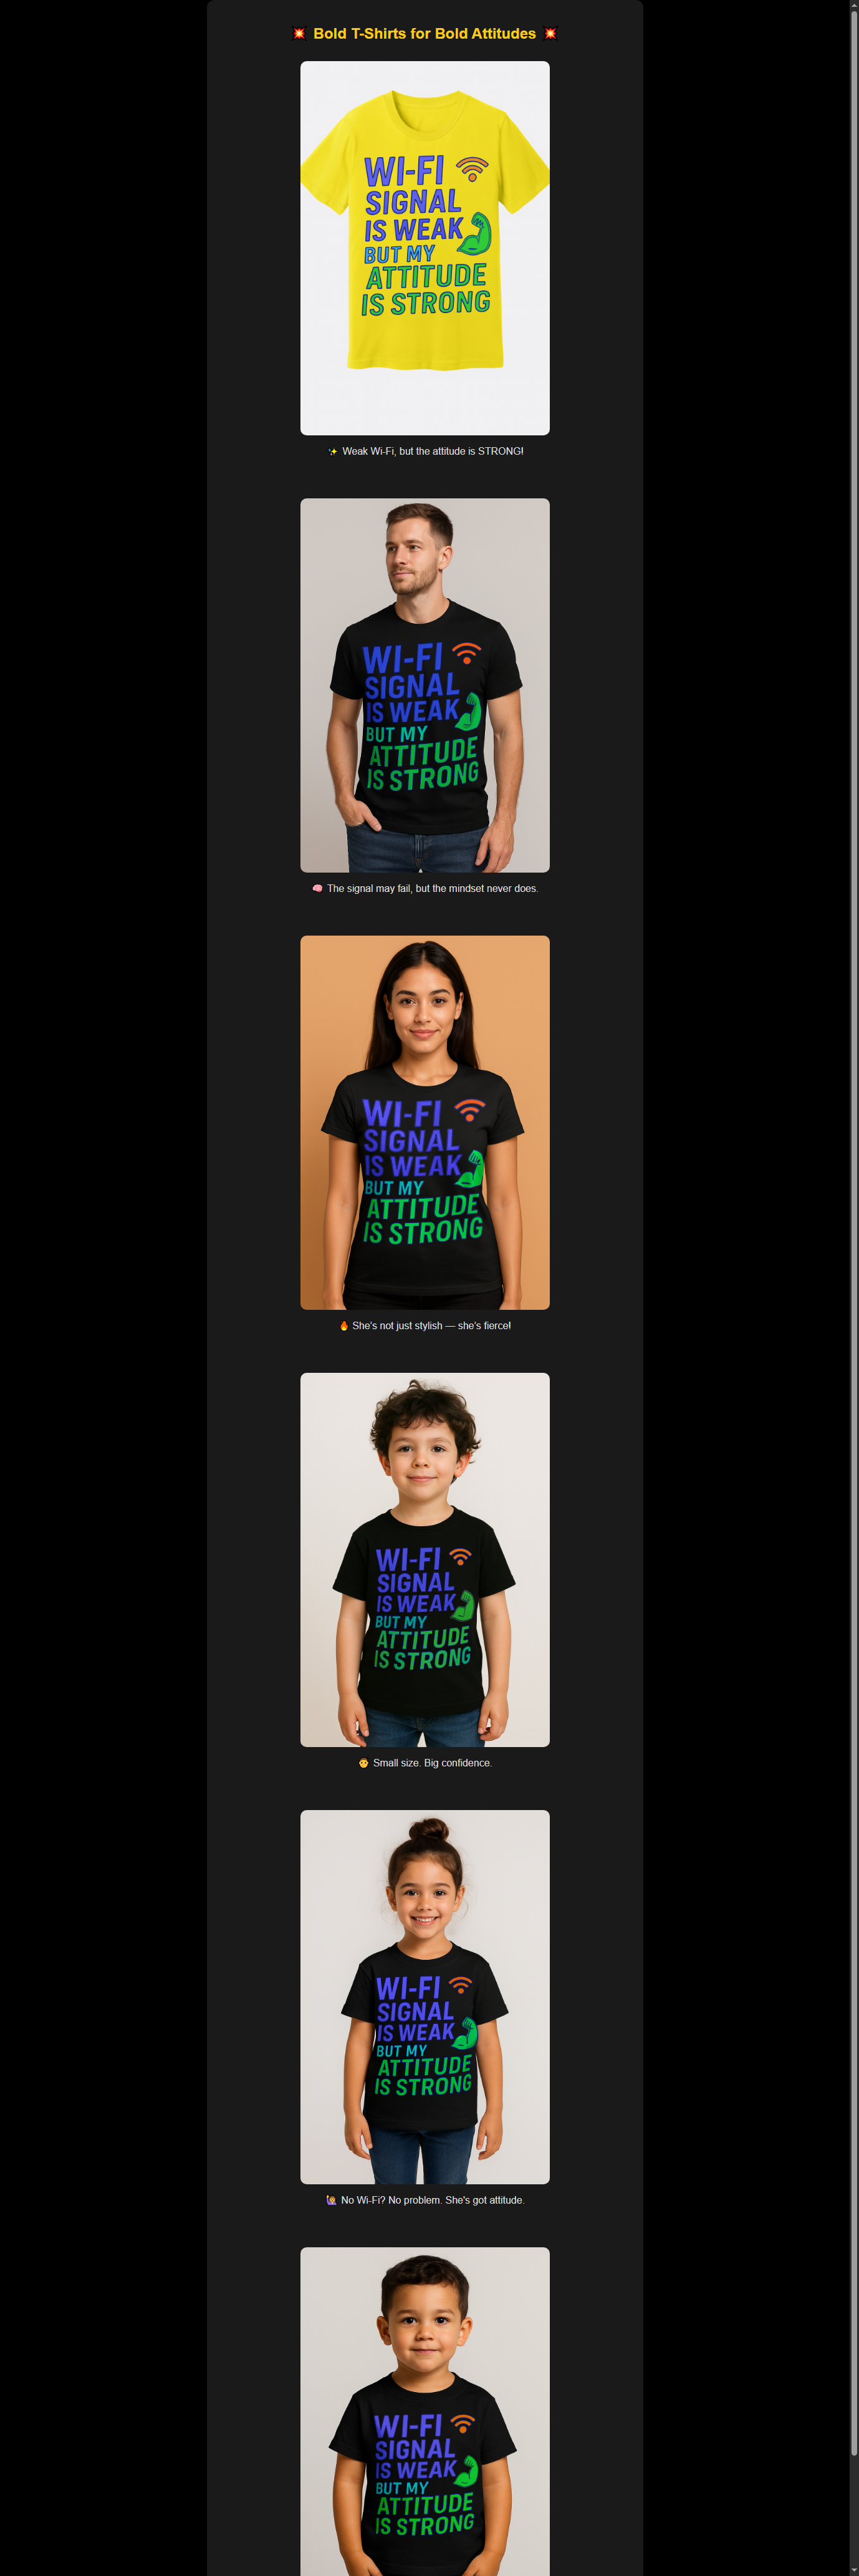 💥 Bold T-Shirts for Bold Attitudes 💥
WI-FI
SIGNAL
IS WEAK
BUT MY
ATTITUDE
IS STRONG
✨ Weak Wi-Fi, but the attitude is STRONG!
WI-FI
SIGNAL
IS WEAK
BUT MY
ATTITUDE
IS STRONG
🧠 The signal may fail, but the mindset never does.
WI-FI
SIGNAL
IS WEAK
BUT MY
ATTITUDE
IS STRONG
🔥 She's not just stylish — she's fierce!
WI-FI
SIGNAL
IS WEAK
BUT MY
ATTITUDE
IS STRONG
👶 Small size. Big confidence.
WI-FI
SIGNAL
IS WEAK
BUT MY
ATTITUDE
IS STRONG
🙋‍♀️ No Wi-Fi? No problem. She's got attitude.
WI-FI
SIGNAL
IS WEAK
BUT MY
ATTITUDE
IS STRONG